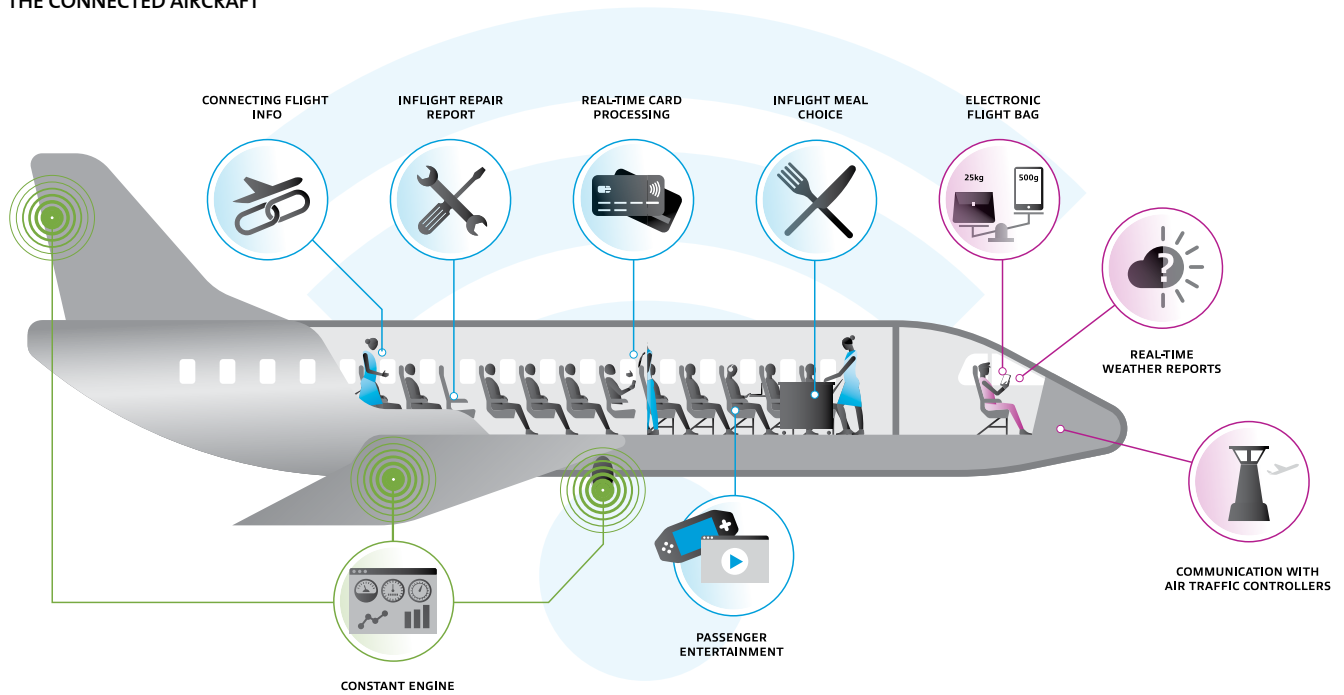 THE CONNECTED AIRCRAFT
CONNECTING FLIGHT
INFO
INFLIGHT REPAIR
REPORT
REAL-TIME CARD
PROCESSING
INFLIGHT MEAL
CHOICE
ELECTRONIC
FLIGHT BAG
25kg
500g
REAL-TIME
WEATHER REPORTS
COMMUNICATION WITH
AIR TRAFFIC CONTROLLERS
PASSENGER
ENTERTAINMENT
CONSTANT ENGINE